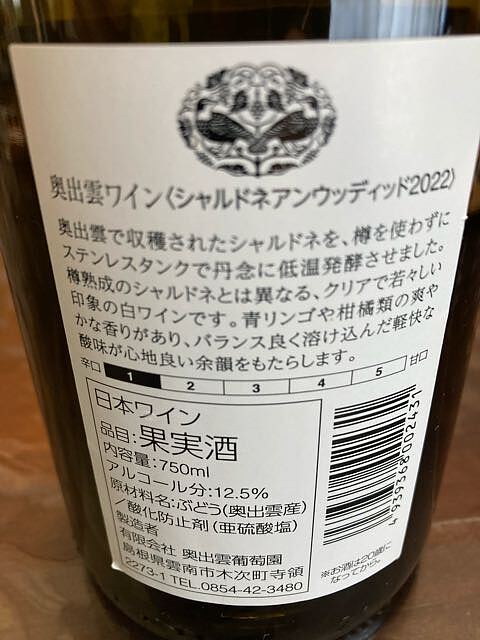 奥出雲ワイン〈シャルドネアンウッディッド2022〉
奥出雲で収穫されたシャルドネを、樽を使わずに
ステンレスタンクで丹念に低温発酵させました。
樽熟成のシャルドネとは異なる、クリアで若々しい
印象の白ワインです。青リンゴや柑橘類の爽や
かな香りがあり、バランス良く溶け込んだ軽快な
酸味が心地良い余韻をもたらします。
辛口 1 2 3 4 5 甘口
日本ワイン
品目:果実酒
内容量:750ml
アルコール分:12.5%
原材料名:ぶどう(奥出雲産)
/酸化防止剤(亜硫酸塩)
製造者
有限会社 奥出雲葡萄園
島根県雲南市木次町寺領
2273-1 TEL.0854-42-3480
4939368002431
※お酒は20歳に
なってから。